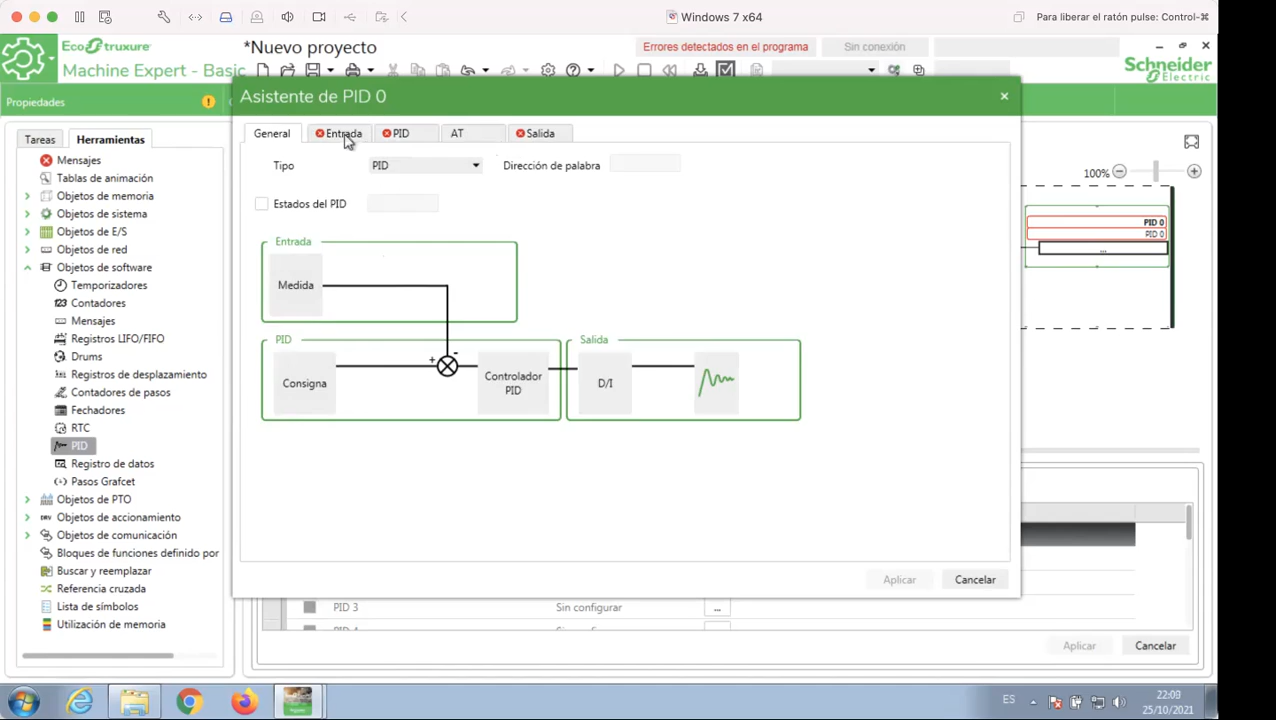 Windows 7 x64
Para liberar el ratón pulse: Control-⌘
EcoStruxure
Machine Expert - Basic
*Nuevo proyecto
Errores detectados en el programa
Sin conexión
Schneider
Electric
Propiedades
Asistente de PID 0
Tareas
Herramientas
Mensajes
Tablas de animación
Objetos de memoria
Objetos de sistema
Objetos de E/S
Objetos de red
Objetos de software
Temporizadores
123 Contadores
Mensajes
Registros LIFO/FIFO
Drums
Registros de desplazamiento
Contadores de pasos
Fechadores
RTC
PID
Registro de datos
Pasos Grafcet
Objetos de PTO
DRV Objetos de accionamiento
Objetos de comunicación
Bloques de funciones definido por
Buscar y reemplazar
Referencia cruzada
Lista de símbolos
Utilización de memoria
General
Entrada
PID
AT
Salida
Tipo
PID
Dirección de palabra
Estados del PID
Entrada
Medida
PID
Consigna
+
-
Controlador
PID
Salida
D/I
Aplicar
Cancelar
100%
PID 0
PID 0
...
PID 3
Sin configurar
...
Aplicar
Cancelar
ES
22:09
25/10/2021